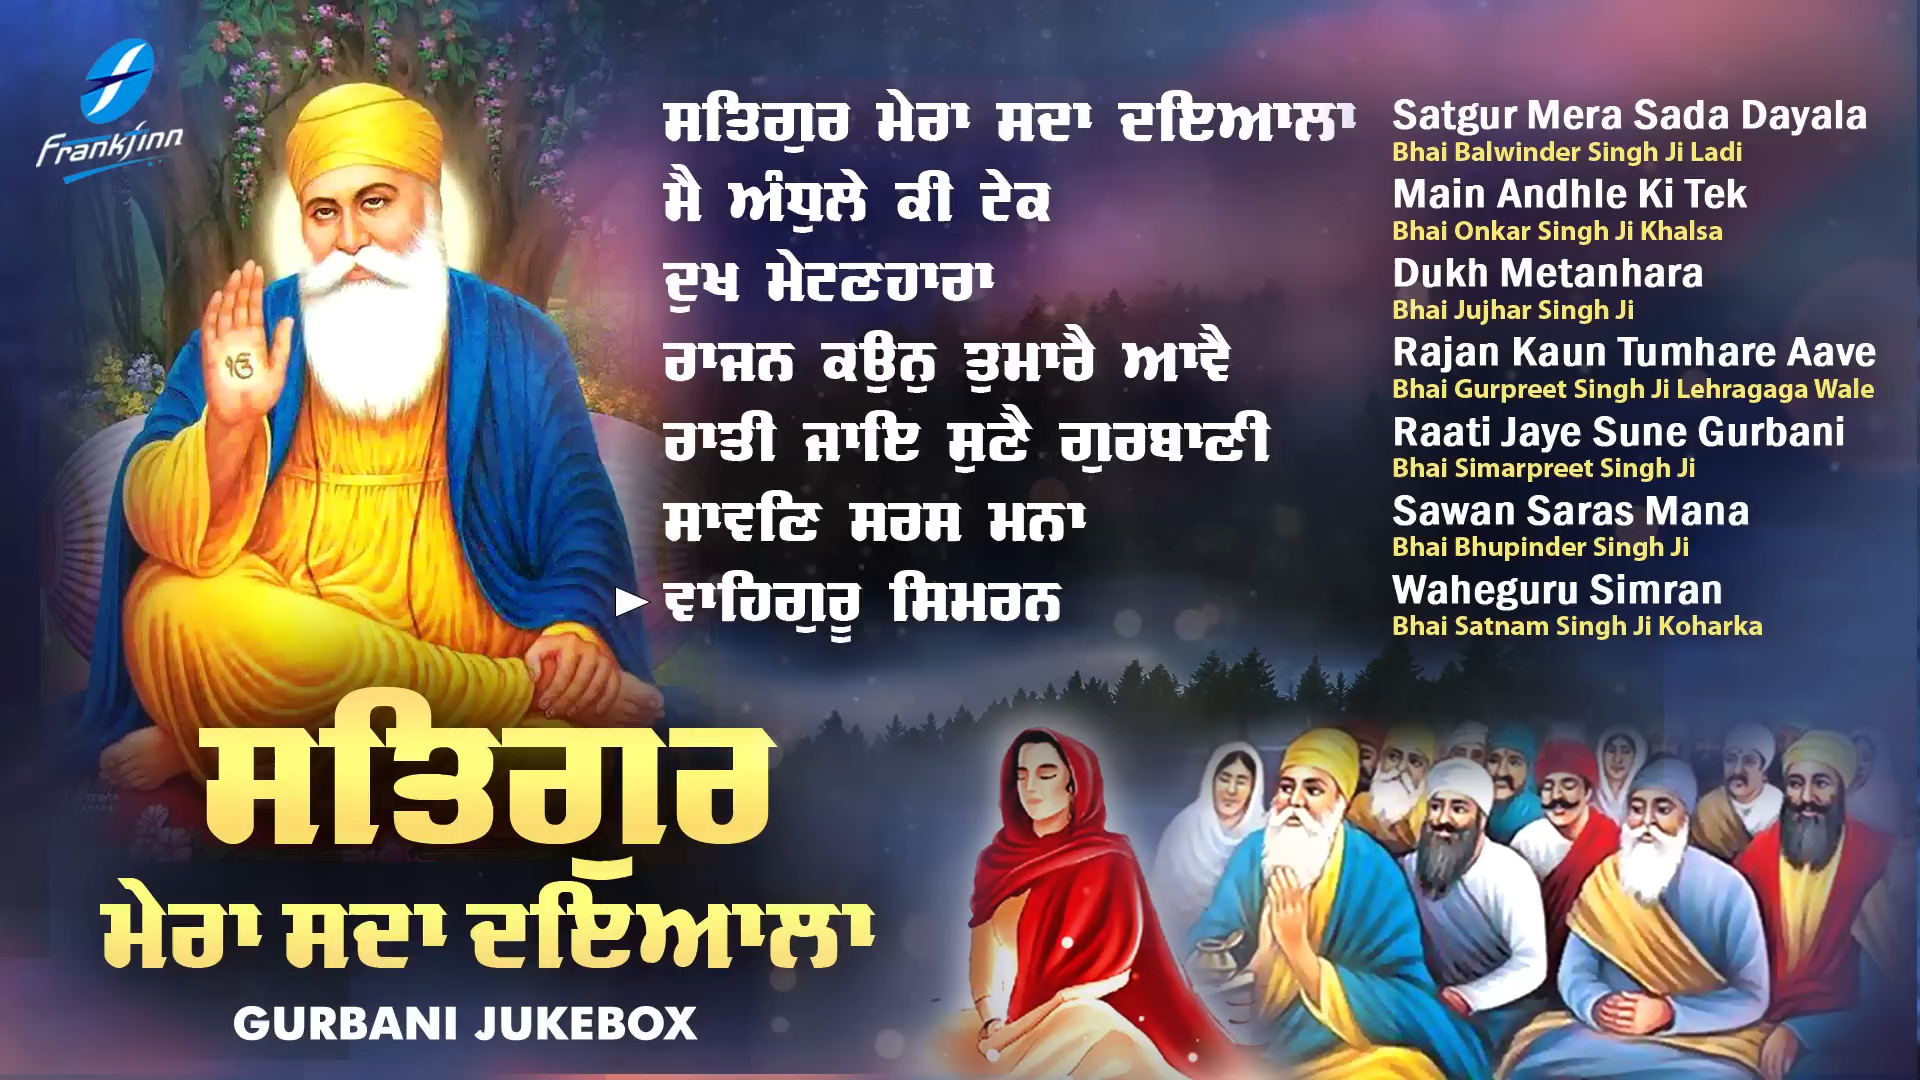 Frankfinn
ਸਤਿਗੁਰ ਮੇਰਾ ਸਦਾ ਦਇਆਲਾ
Satgur Mera Sada Dayala
Bhai Balwinder Singh Ji Ladi
ਸੈ ਅੰਧੁਲੇ ਕੀ ਟੇਕ
Main Andhle Ki Tek
Bhai Onkar Singh Ji Khalsa
ਦੁਖ ਮੇਟਣਹਾਰਾ
Dukh Metanhara
Bhai Jujhar Singh Ji
ਰਾਜਨ ਕਉਨੁ ਤੁਮਾਰੈ ਆਵੈ
Rajan Kaun Tumhare Aave
Bhai Gurpreet Singh Ji Lehragaga Wale
ਰਾਤੀ ਜਾਇ ਸੁਣੈ ਗੁਰਬਾਣੀ
Raati Jaye Sune Gurbani
Bhai Simarpreet Singh Ji
ਸਾਵਣਿ ਸਰਸ ਮਨਾ
Sawan Saras Mana
Bhai Bhupinder Singh Ji
ਵਾਹਿਗੁਰੂ ਸਿਮਰਨ
Waheguru Simran
Bhai Satnam Singh Ji Koharka
ੴ
ਸਤਿਗੁਰ
ਮੇਰਾ ਸਦਾ ਦਇਆਲਾ
GURBANI JUKEBOX